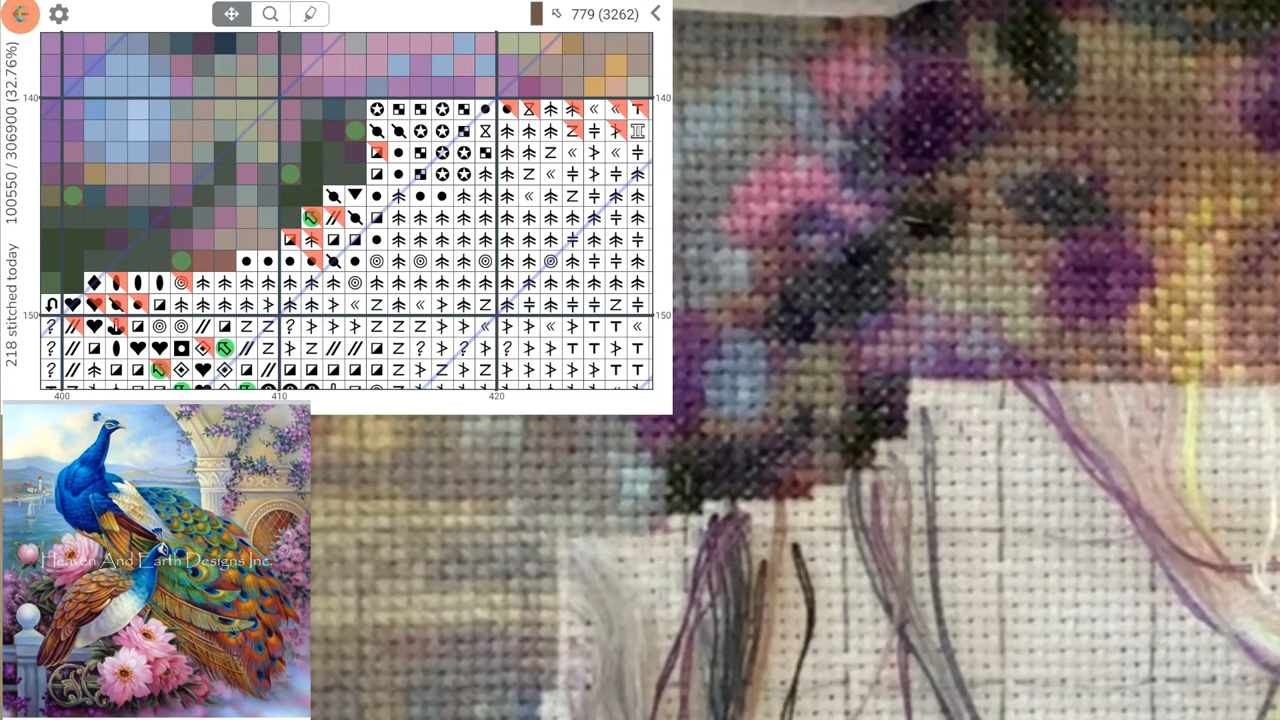 779 (3262)
218 stitched today 100550 / 306900 (32.76%)
140 140
150 150
400 410 420
Heaven And Earth Designs Inc.